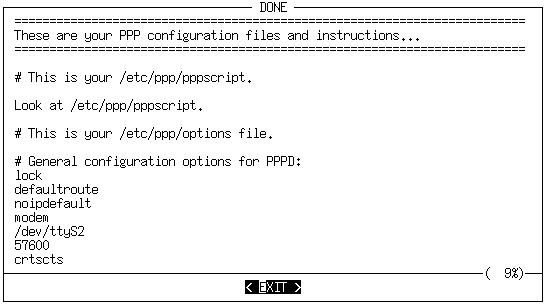 DONE
===========================================================================
These are your PPP configuration files and instructions...
===========================================================================
# This is your /etc/ppp/pppscript.
Look at /etc/ppp/pppscript.
# This is your /etc/ppp/options file.
# General configuration options for PPPD:
lock
defaultroute
noipdefault
modem
/dev/ttyS2
57600
crtscts
( 9%)
< EXIT >